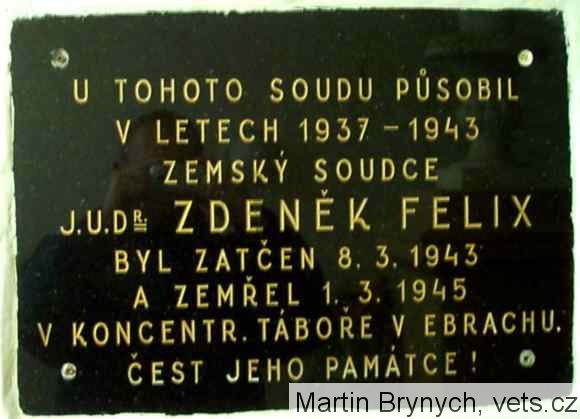 U TOHOTO SOUDU PŮSOBIL
V LETECH 1937 - 1943
ZEMSKÝ SOUDCE
J.U.DR. ZDENĚK FELIX
BYL ZATČEN 8. 3. 1943
A ZEMŘEL 1. 3. 1945
V KONCENTR. TÁBOŘE V EBRACHU.
ČEST JEHO PAMÁTCE !
Martin Brynych, vets.cz